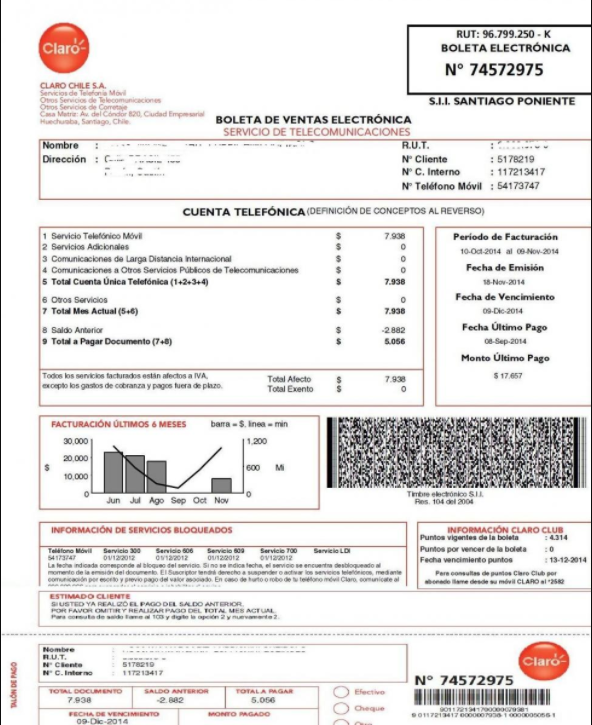 Claro
RUT: 96.799.250 - K
BOLETA ELECTRÓNICA
N° 74572975
S.I.I. SANTIAGO PONIENTE
CLARO CHILE S.A.
Servicios de Telefonía Móvil
Otros Servicios de Telecomunicaciones
Otros Servicios de Corretaje
Casa Matriz: Av. del Cóndor 820, Ciudad Empresarial
Huechuraba, Santiago, Chile.
BOLETA DE VENTAS ELECTRÓNICA
SERVICIO DE TELECOMUNICACIONES
Nombre :
Dirección :
R.U.T. :
N° Cliente : 5178219
N° C. Interno : 117213417
N° Teléfono Móvil : 54173747
CUENTA TELEFÓNICA (DEFINICIÓN DE CONCEPTOS AL REVERSO)
1 Servicio Telefónico Móvil $ 7.938
2 Servicios Adicionales $ 0
3 Comunicaciones de Larga Distancia Internacional $ 0
4 Comunicaciones a Otros Servicios Públicos de Telecomunicaciones $ 0
5 Total Cuenta Única Telefónica (1+2+3+4) $ 7.938
6 Otros Servicios $ 0
7 Total Mes Actual (5+6) $ 7.938
8 Saldo Anterior $ -2.882
9 Total a Pagar Documento (7+8) $ 5.056
Todos los servicios facturados están afectos a IVA,
excepto los gastos de cobranza y pagos fuera de plazo.
Total Afecto $ 7.938
Total Exento $ 0
Período de Facturación
10-Oct-2014 al 09-Nov-2014
Fecha de Emisión
18-Nov-2014
Fecha de Vencimiento
09-Dic-2014
Fecha Último Pago
08-Sep-2014
Monto Último Pago
$ 17.657
FACTURACIÓN ÚLTIMOS 6 MESES barra = $. linea = min
30,000 1,200
$ 20,000 600 Mi
10,000
0 0
Jun Jul Ago Sep Oct Nov
Timbre electrónico S.I.I.
Res. 104 del 2004
INFORMACIÓN DE SERVICIOS BLOQUEADOS
Teléfono Móvil Servicio 300 Servicio 606 Servicio 609 Servicio 700 Servicio LDI
54173747 01/12/2012 01/12/2012 01/12/2012 01/12/2012
La fecha indicada corresponde al bloqueo del servicio. Si no se indica fecha, el servicio se encuentra desbloqueado al
momento de la emisión del documento. El Suscriptor tendrá derecho a suspender o activar los servicios telefónicos, mediante
comunicación por escrito y previo pago del valor asociado. En caso de hurto o robo de tu teléfono móvil Claro, comunícate al
INFORMACIÓN CLARO CLUB
Puntos vigentes de la boleta : 4.314
Puntos por vencer de la boleta : 0
Fecha vencimiento puntos : 13-12-2014
Para consultas de puntos Claro Club por
abonado llame desde su móvil CLARO al *2582
ESTIMADO CLIENTE
SI USTED YA REALIZÓ EL PAGO DEL SALDO ANTERIOR,
POR FAVOR OMITIR Y REALIZAR PAGO DEL TOTAL MES ACTUAL.
Para consulta de saldo llame al 103 y digite la opción 2 y nuevamente 2.
TALÓN DE PAGO
Nombre :
R.U.T. :
N° Cliente : 5178219
N° C. Interno : 117213417
TOTAL DOCUMENTO SALDO ANTERIOR TOTAL A PAGAR
7.938 -2.882 5.056
FECHA DE VENCIMIENTO MONTO PAGADO
09-Dic-2014
Efectivo
Cheque
Claro
N° 74572975